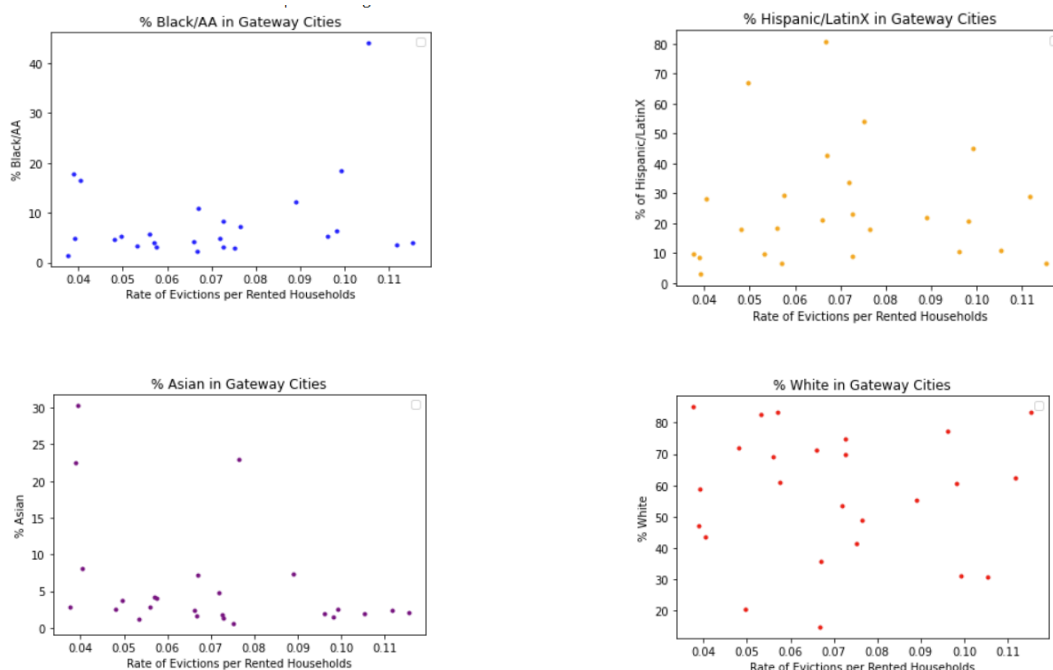 % Black/AA in Gateway Cities
% Black/AA
40
30
20
10
0
0.04 0.05 0.06 0.07 0.08 0.09 0.10 0.11
Rate of Evictions per Rented Households
% Hispanic/LatinX in Gateway Cities
% of Hispanic/LatinX
80
70
60
50
40
30
20
10
0
0.04 0.05 0.06 0.07 0.08 0.09 0.10 0.11
Rate of Evictions per Rented Households
% Asian in Gateway Cities
% Asian
30
25
20
15
10
5
0
0.04 0.05 0.06 0.07 0.08 0.09 0.10 0.11
Rate of Evictions per Rented Households
% White in Gateway Cities
% White
80
70
60
50
40
30
20
0.04 0.05 0.06 0.07 0.08 0.09 0.10 0.11
Rate of Evictions per Rented Households